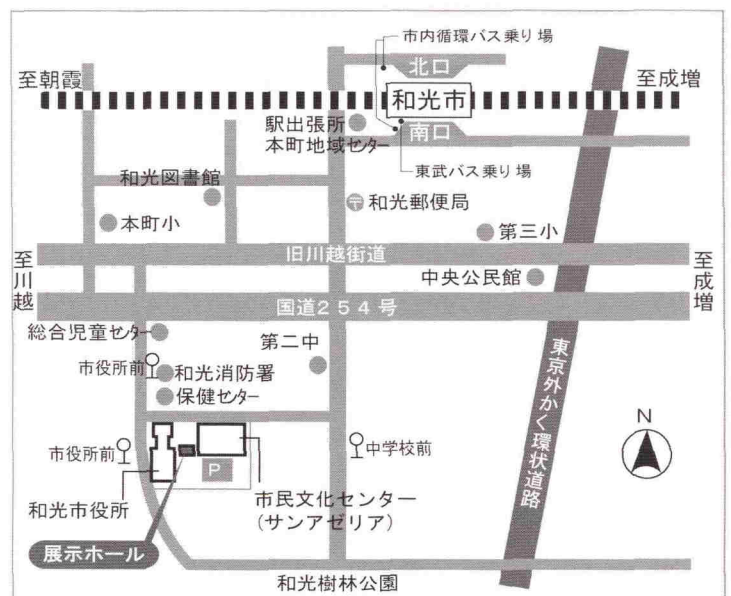 市内循環バス乗り場
北口
至朝霞
至成増
和光市
駅出張所
本町地域センター
南口
東武バス乗り場
和光図書館
〒和光郵便局
本町小
第三小
旧川越街道
至川越
至成増
中央公民館
国道254号
総合児童センター
第二中
市役所前
和光消防署
保健センター
東京外かく環状道路
N
市役所前
P
中学校前
和光市役所
市民文化センター
(サンアゼリア)
展示ホール
和光樹林公園